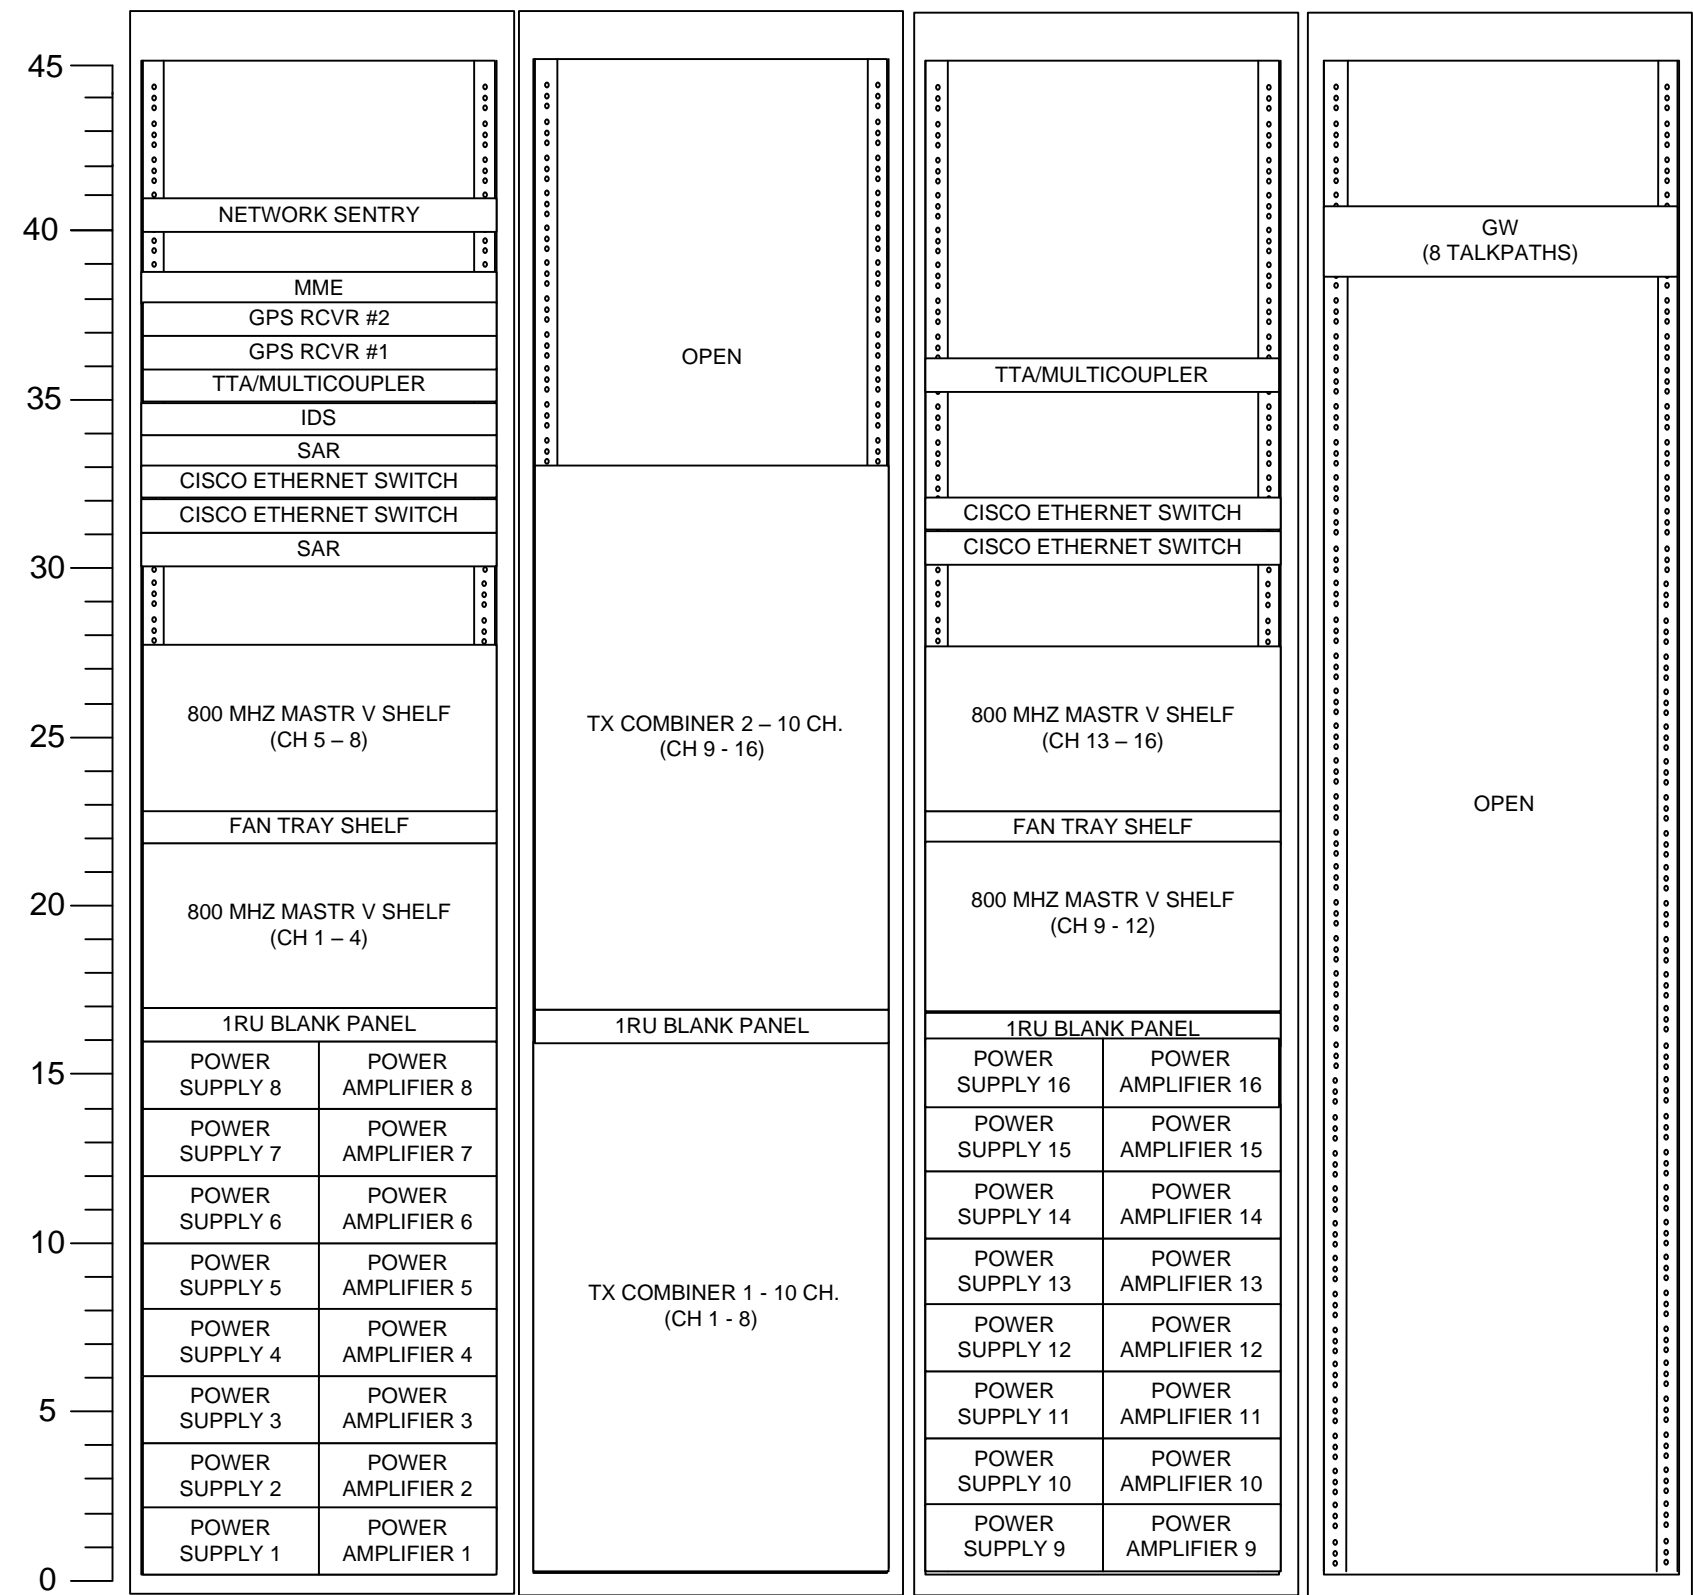 45
40
35
30
25
20
15
10
5
0
NETWORK SENTRY
MME
GPS RCVR #2
GPS RCVR #1
TTA/MULTICOUPLER
IDS
SAR
CISCO ETHERNET SWITCH
CISCO ETHERNET SWITCH
SAR
800 MHZ MASTR V SHELF
(CH 5 – 8)
FAN TRAY SHELF
800 MHZ MASTR V SHELF
(CH 1 – 4)
1RU BLANK PANEL
POWER
SUPPLY 8
POWER
AMPLIFIER 8
POWER
SUPPLY 7
POWER
AMPLIFIER 7
POWER
SUPPLY 6
POWER
AMPLIFIER 6
POWER
SUPPLY 5
POWER
AMPLIFIER 5
POWER
SUPPLY 4
POWER
AMPLIFIER 4
POWER
SUPPLY 3
POWER
AMPLIFIER 3
POWER
SUPPLY 2
POWER
AMPLIFIER 2
POWER
SUPPLY 1
POWER
AMPLIFIER 1
OPEN
TX COMBINER 2 – 10 CH.
(CH 9 - 16)
1RU BLANK PANEL
TX COMBINER 1 - 10 CH.
(CH 1 - 8)
TTA/MULTICOUPLER
CISCO ETHERNET SWITCH
CISCO ETHERNET SWITCH
800 MHZ MASTR V SHELF
(CH 13 – 16)
FAN TRAY SHELF
800 MHZ MASTR V SHELF
(CH 9 - 12)
1RU BLANK PANEL
POWER
SUPPLY 16
POWER
AMPLIFIER 16
POWER
SUPPLY 15
POWER
AMPLIFIER 15
POWER
SUPPLY 14
POWER
AMPLIFIER 14
POWER
SUPPLY 13
POWER
AMPLIFIER 13
POWER
SUPPLY 12
POWER
AMPLIFIER 12
POWER
SUPPLY 11
POWER
AMPLIFIER 11
POWER
SUPPLY 10
POWER
AMPLIFIER 10
POWER
SUPPLY 9
POWER
AMPLIFIER 9
GW
(8 TALKPATHS)
OPEN